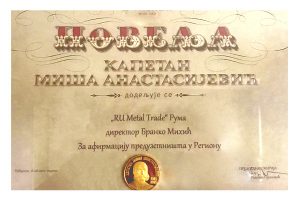 ПОВЕЉА
КАПЕТАН
МИША АНАСТАСИЈЕВИЋ
додељује се
„RU Metal Trade“ Рума
директор Бранко Михић
За афирмацију предузетништва у Региону